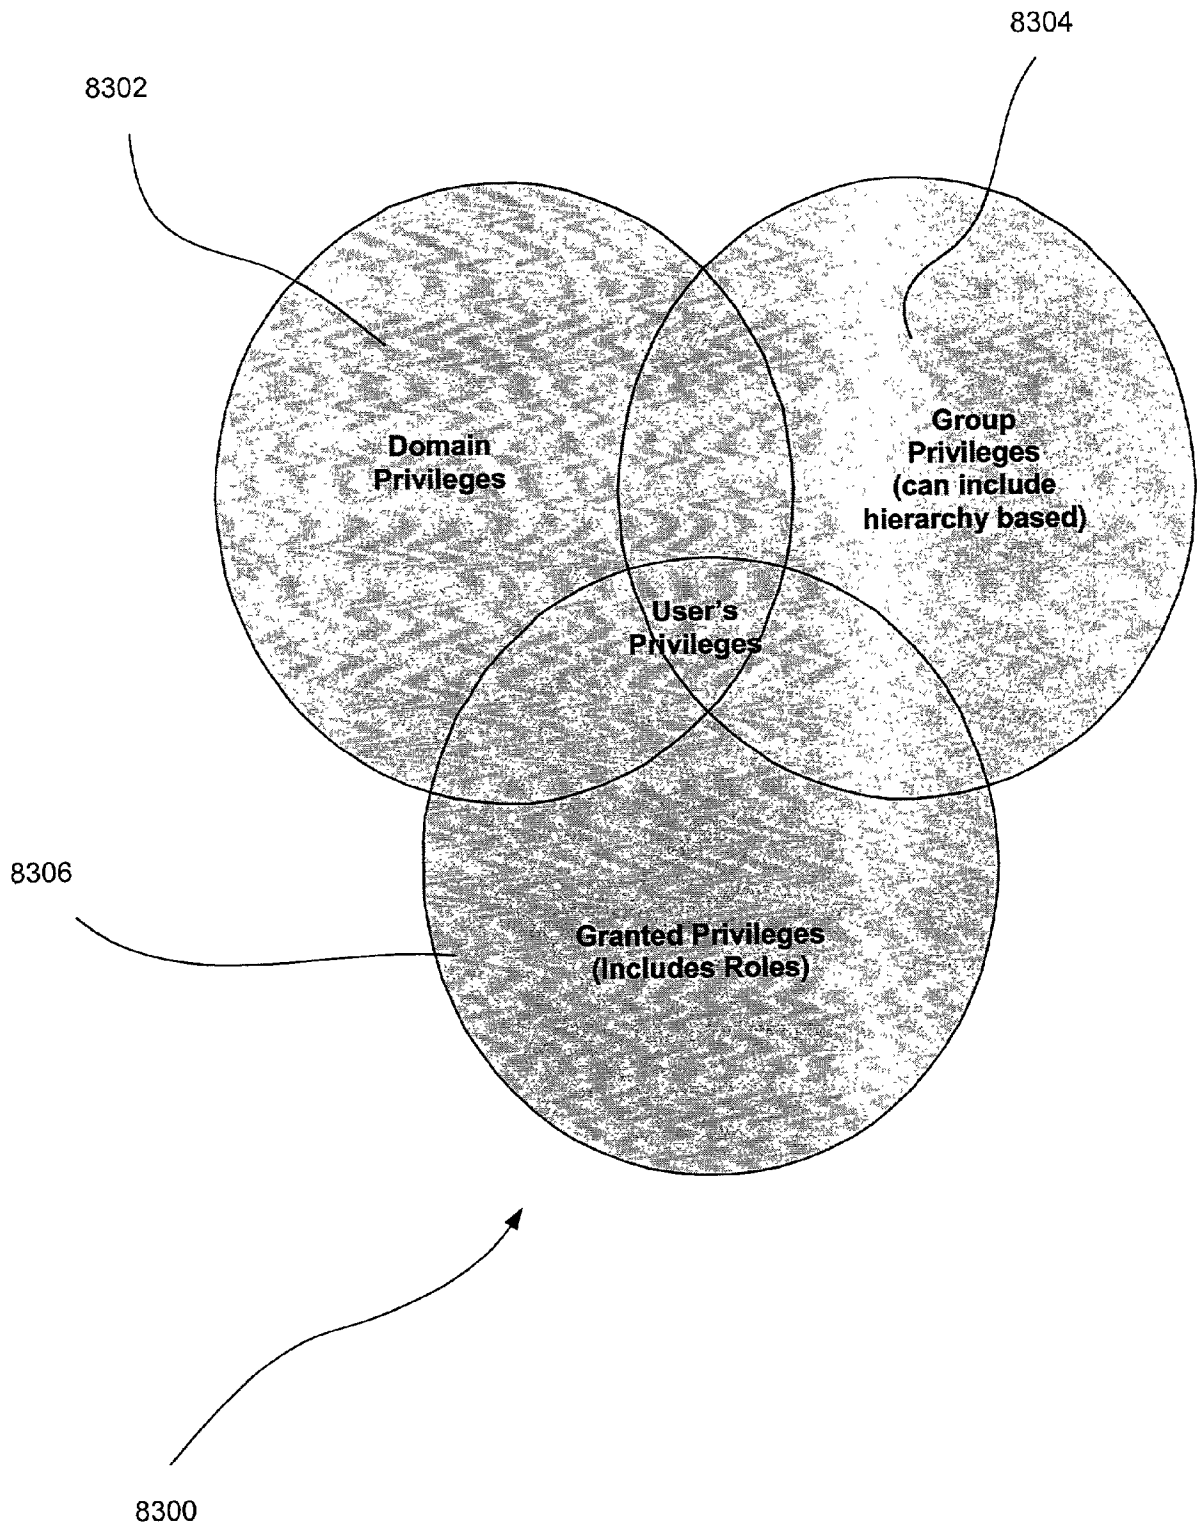 8304
8302
Domain
Privileges
Group
Privileges
(can include
hierarchy based)
User's
Privileges
8306
Granted Privileges
(Includes Roles)
8300